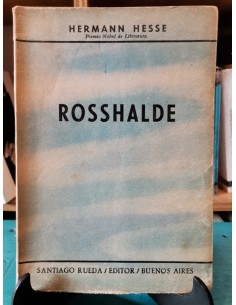 HERMANN HESSE
Premio Nobel de Literatura
ROSSHALDE
SANTIAGO RUEDA / EDITOR / BUENOS AIRES